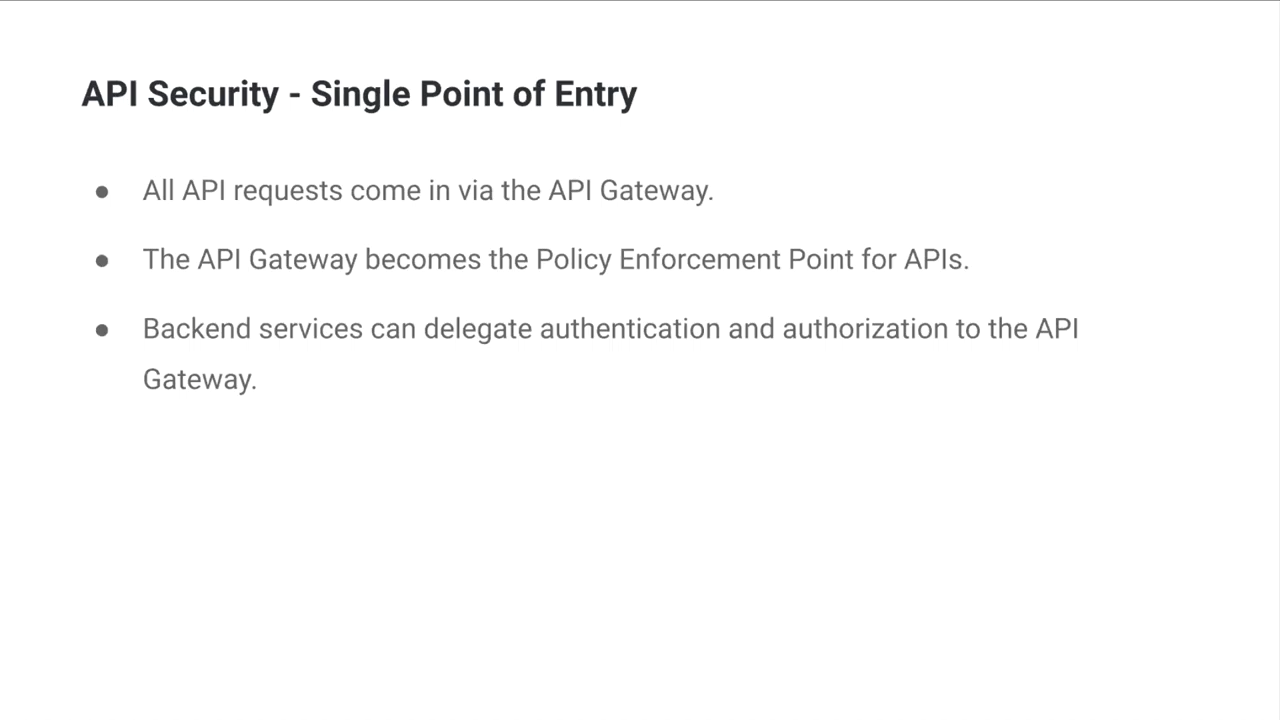 API Security - Single Point of Entry
● All API requests come in via the API Gateway.
● The API Gateway becomes the Policy Enforcement Point for APIs.
● Backend services can delegate authentication and authorization to the API
Gateway.